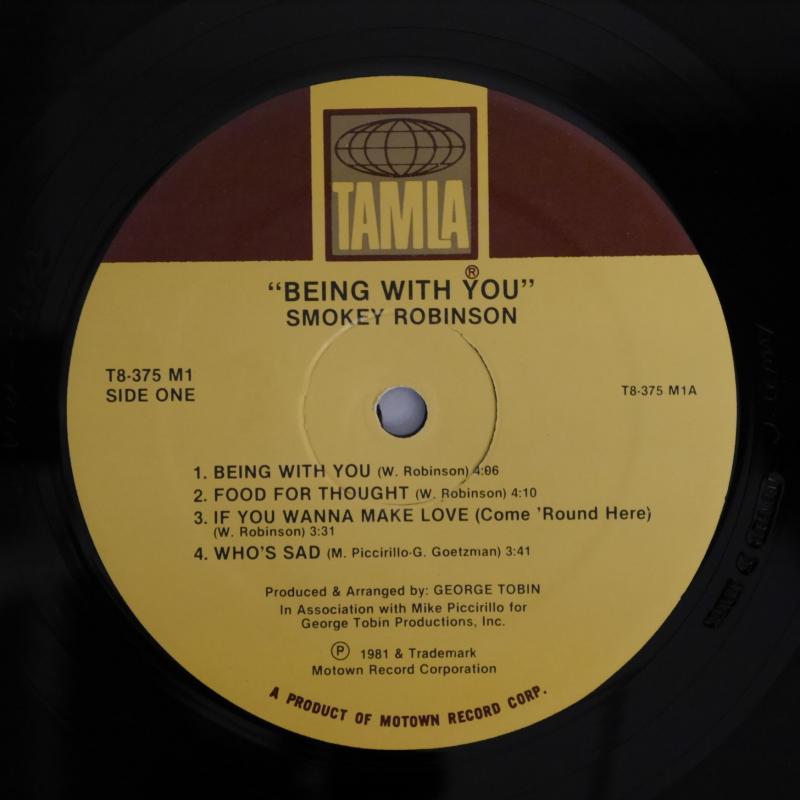 TAMLA
®
“BEING WITH YOU”
SMOKEY ROBINSON
T8-375 M1
SIDE ONE
T8-375 M1A
1. BEING WITH YOU (W. Robinson) 4:06
2. FOOD FOR THOUGHT (W. Robinson) 4:10
3. IF YOU WANNA MAKE LOVE (Come ’Round Here)
(W. Robinson) 3:31
4. WHO’S SAD (M. Piccirillo-G. Goetzman) 3:41
Produced & Arranged by: GEORGE TOBIN
In Association with Mike Piccirillo for
George Tobin Productions, Inc.
Ⓟ 1981 & Trademark
Motown Record Corporation
A PRODUCT OF MOTOWN RECORD CORP.